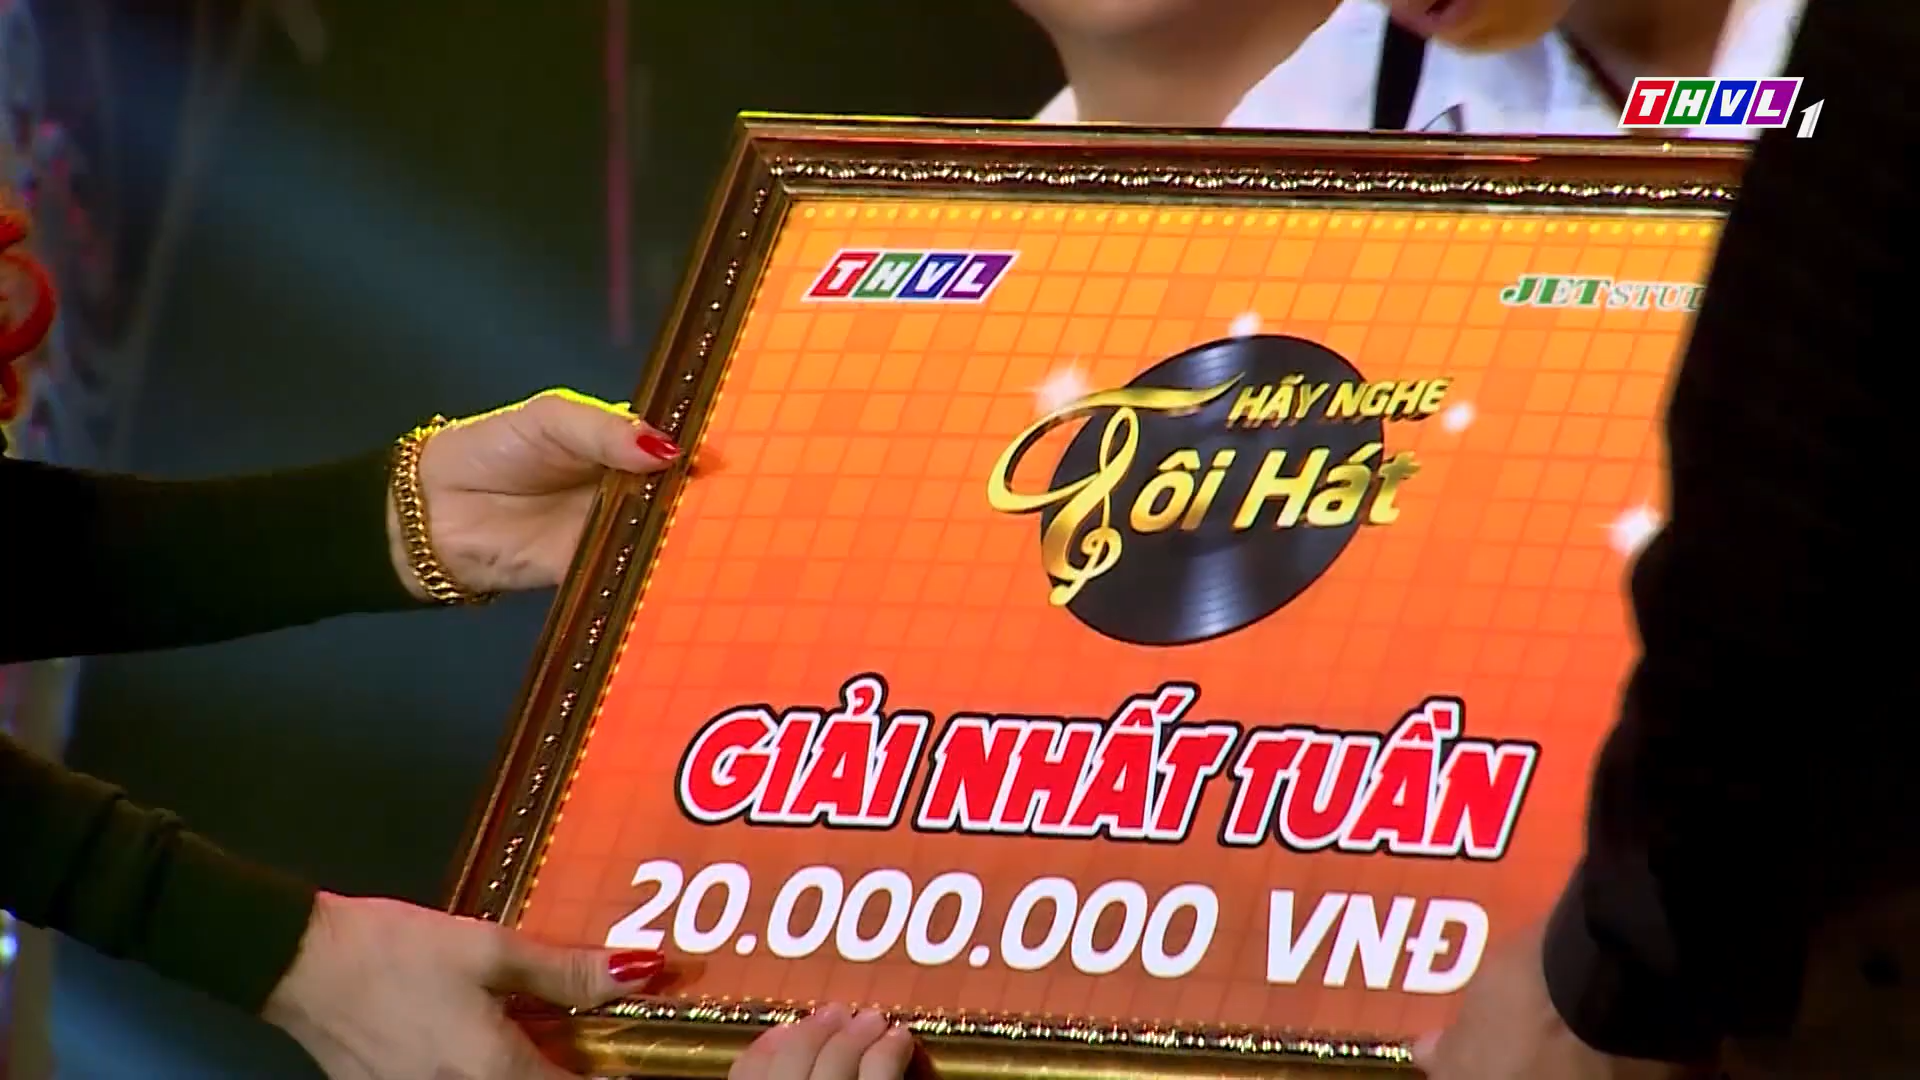 THVL1
THVL
JET
HÃY NGHE
Tôi Hát
GIẢI NHẤT TUẦN
20.000.000 VNĐ